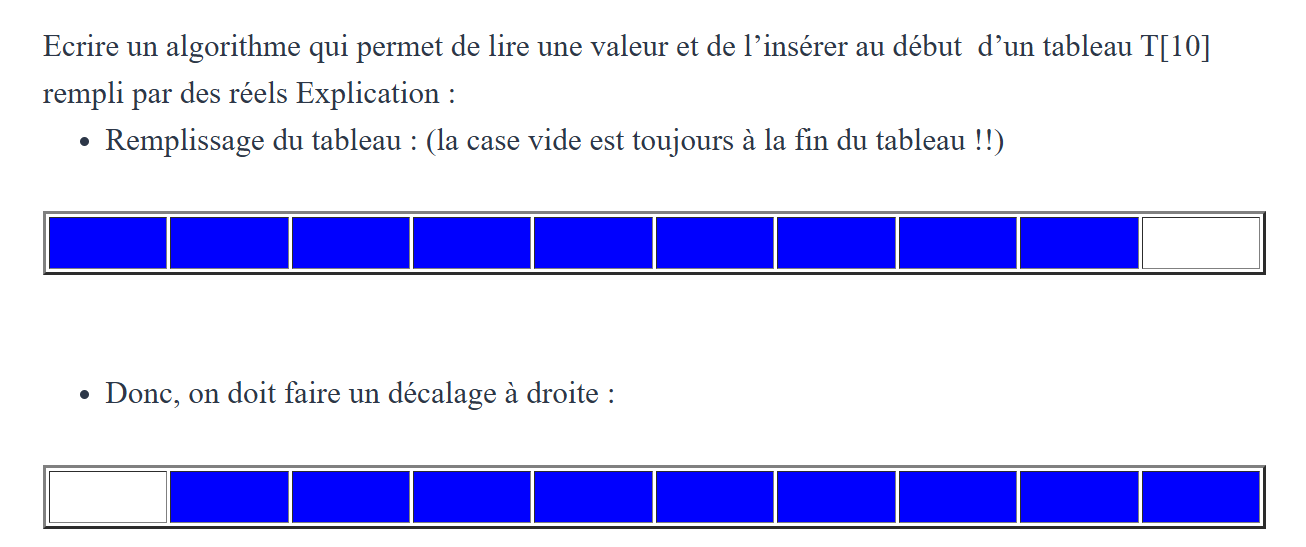 Ecrire un algorithme qui permet de lire une valeur et de l’insérer au début  d’un tableau T[10]
rempli par des réels Explication :
• Remplissage du tableau : (la case vide est toujours à la fin du tableau !!)
• Donc, on doit faire un décalage à droite :